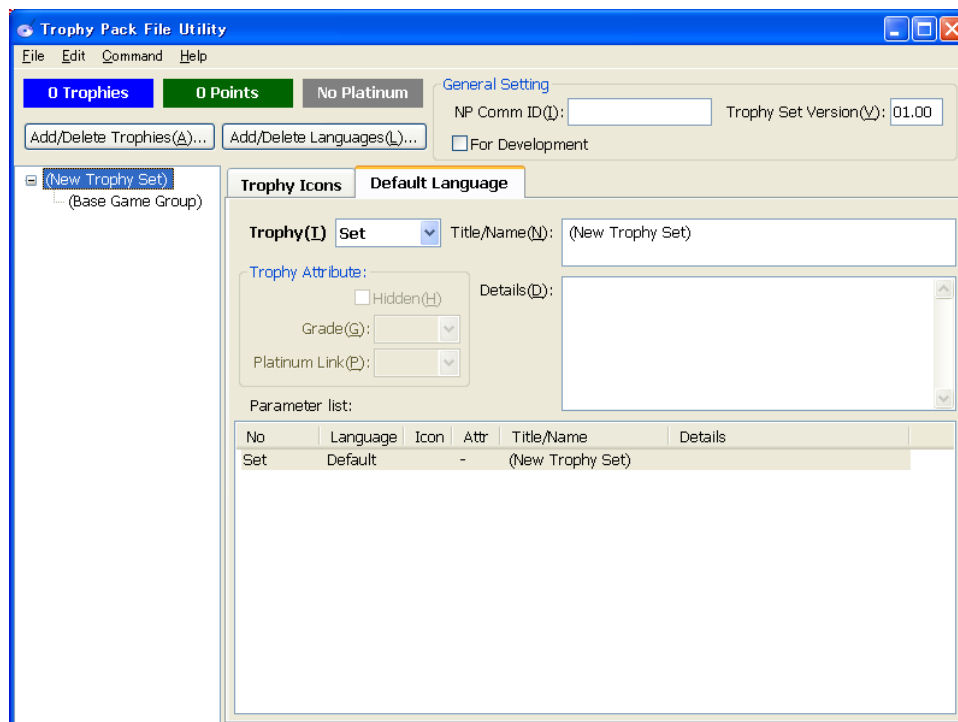 Trophy Pack File Utility
File Edit Command Help
0 Trophies 0 Points No Platinum
General Setting
NP Comm ID(I): Trophy Set Version(V): 01.00
Add/Delete Trophies(A)... Add/Delete Languages(L)...
For Development
(New Trophy Set)
(Base Game Group)
Trophy Icons Default Language
Trophy(T) Set Title/Name(N): (New Trophy Set)
Trophy Attribute:
Hidden(H)
Details(D):
Grade(G):
Platinum Link(P):
Parameter list:
No Language Icon Attr Title/Name Details
Set Default - (New Trophy Set)